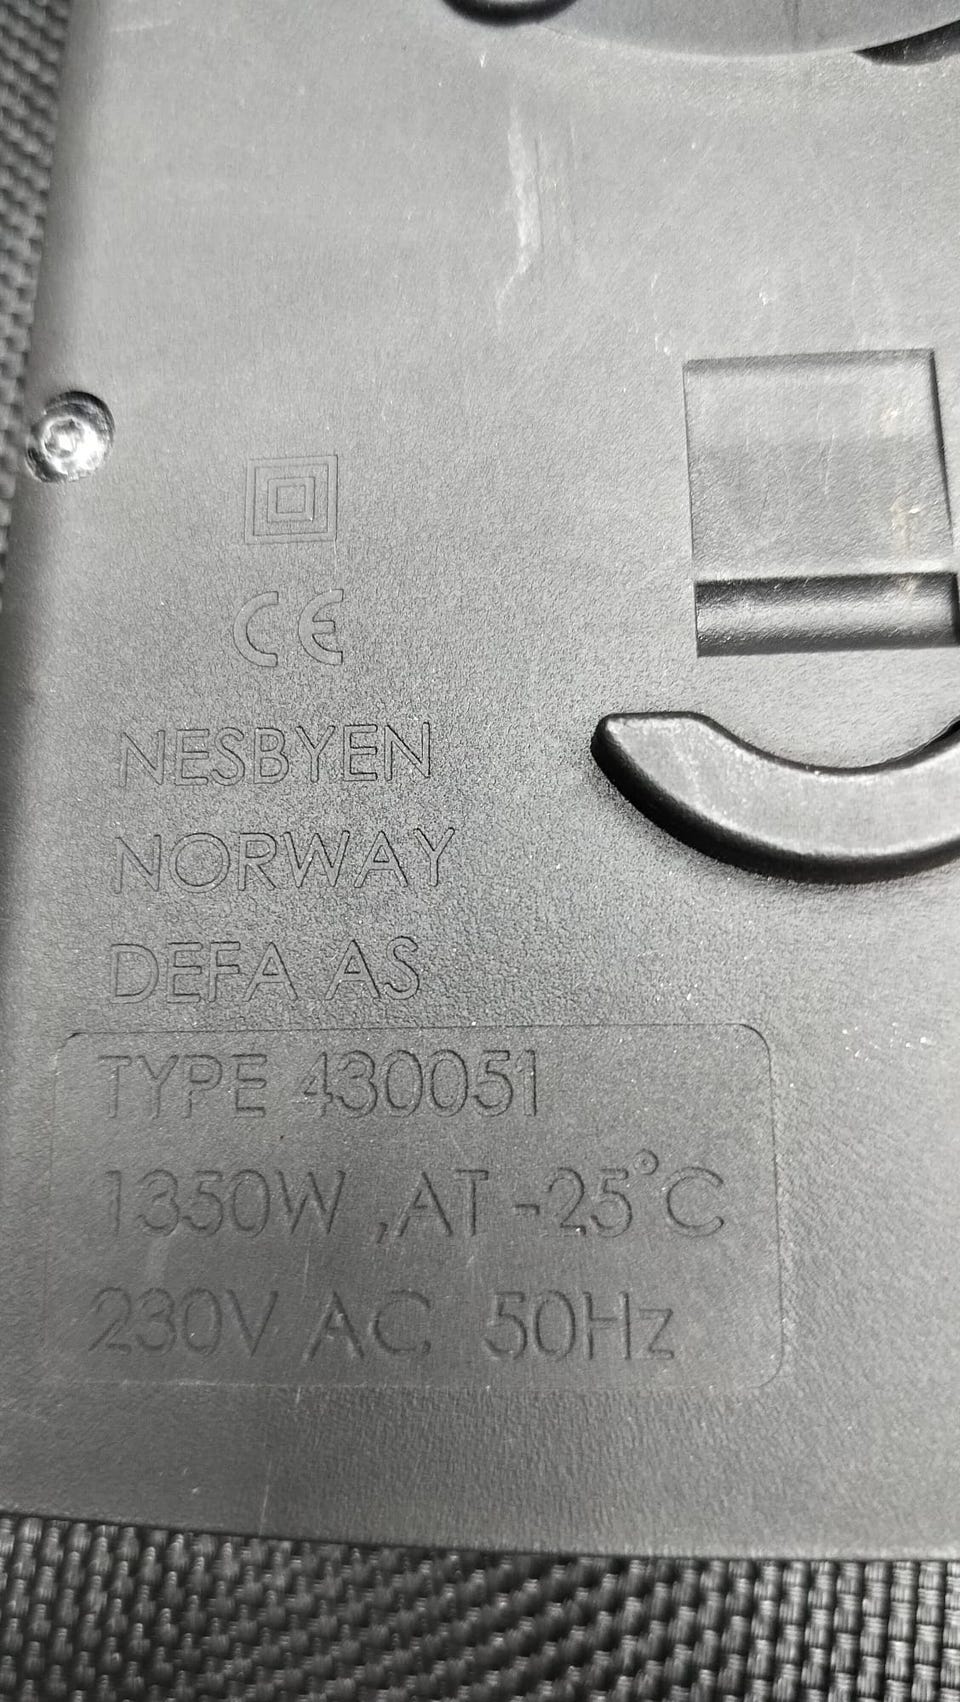 CE
NESBYEN
NORWAY
DEFA AS
TYPE 430051
1350W ,AT -25°C
230V AC 50Hz